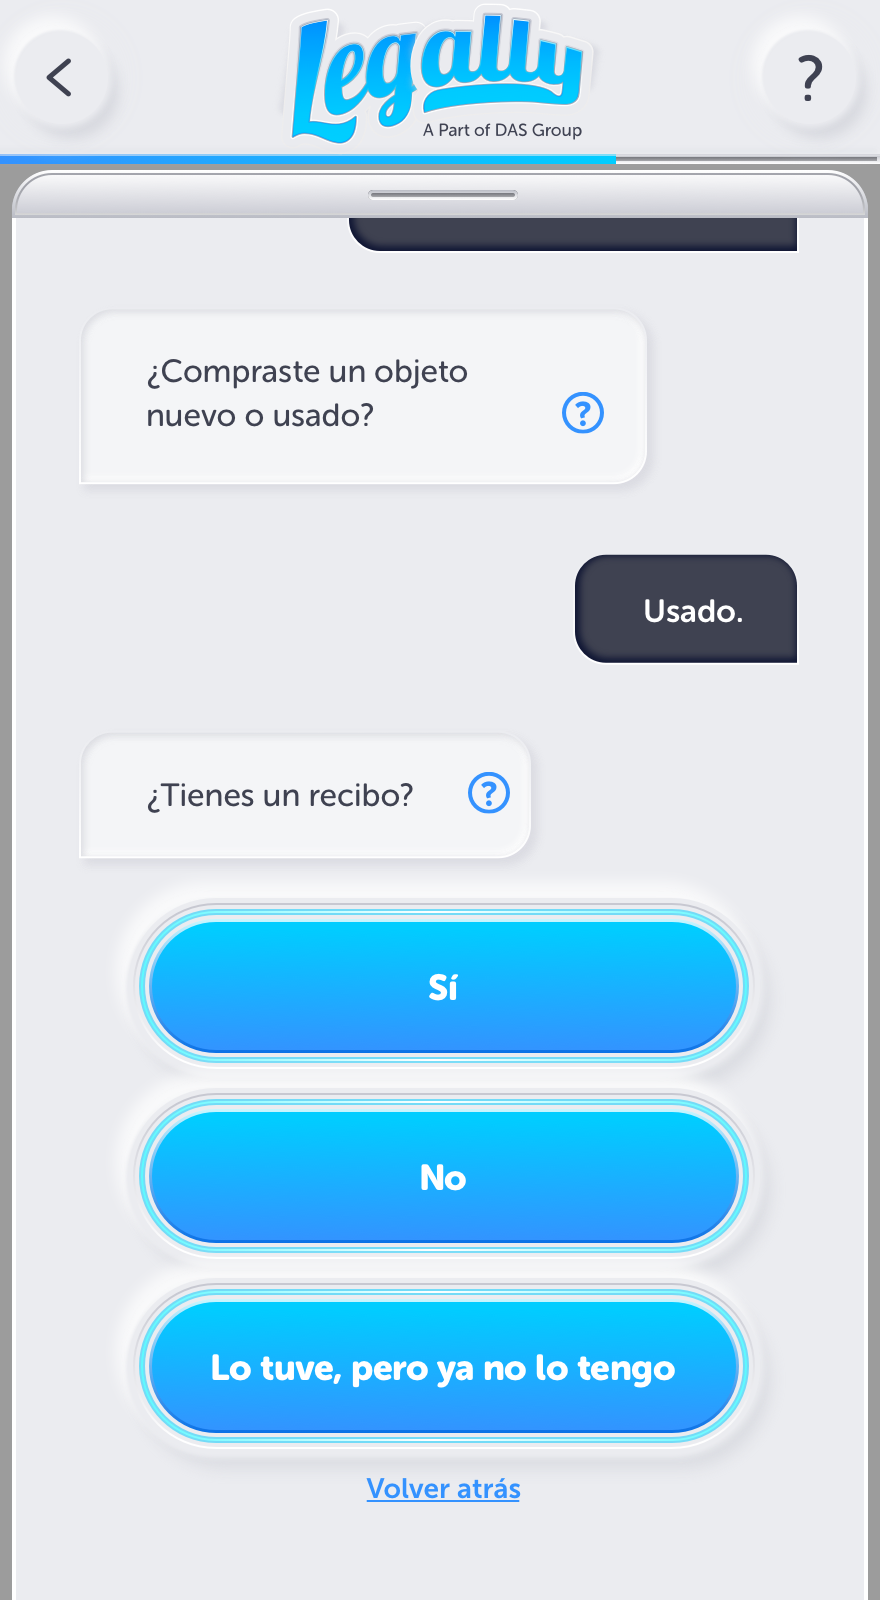 Legally
A Part of DAS Group
?
¿Compraste un objeto
nuevo o usado?
?
Usado.
¿Tienes un recibo?
?
Sí
No
Lo tuve, pero ya no lo tengo
Volver atrás